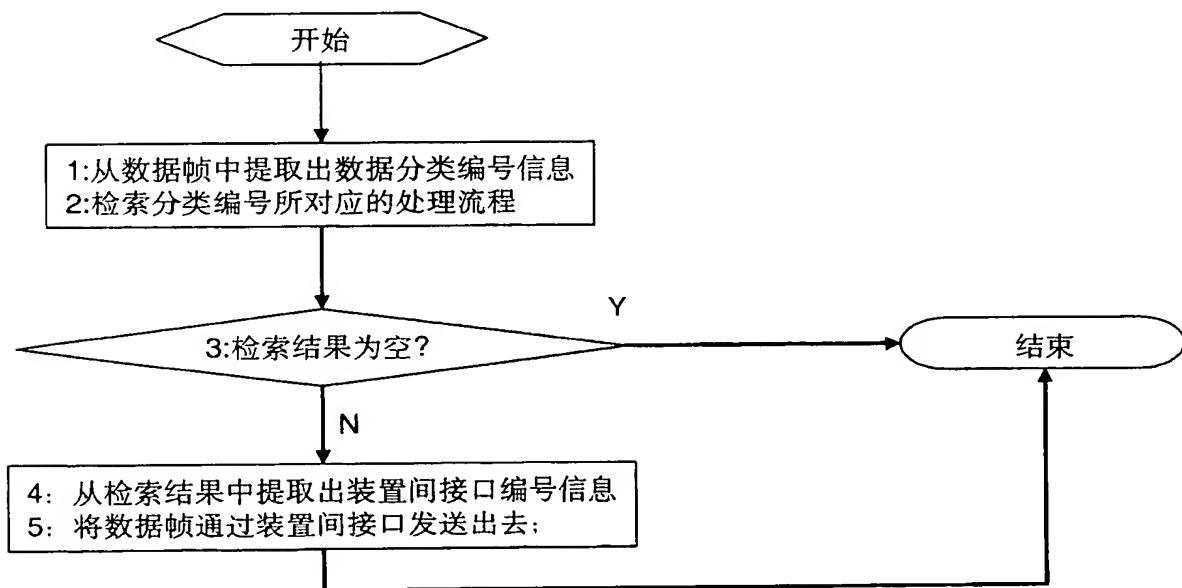 开始
1:从数据帧中提取出数据分类编号信息
2:检索分类编号所对应的处理流程
Y
3:检索结果为空?
结束
N
4：从检索结果中提取出装置间接口编号信息
5：将数据帧通过装置间接口发送出去;